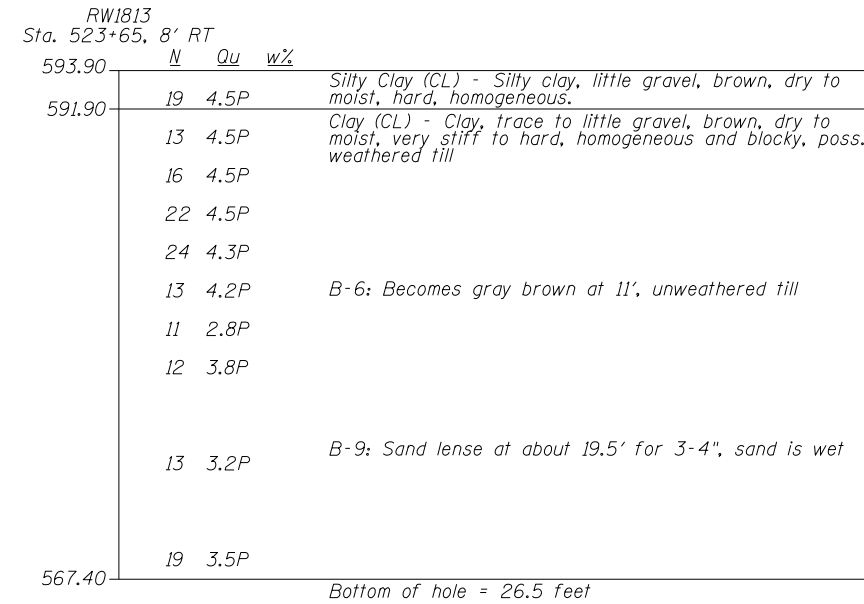 RW1813
Sta. 523+65, 8' RT
N Qu w%
593.90
Silty Clay (CL) - Silty clay, little gravel, brown, dry to
19 4.5P moist, hard, homogeneous.
591.90
Clay (CL) - Clay, trace to little gravel, brown, dry to
13 4.5P moist, very stiff to hard, homogeneous and blocky, poss.
weathered till
16 4.5P
22 4.5P
24 4.3P
13 4.2P B-6: Becomes gray brown at 11', unweathered till
11 2.8P
12 3.8P
B-9: Sand lense at about 19.5' for 3-4", sand is wet
13 3.2P
19 3.5P
567.40
Bottom of hole = 26.5 feet